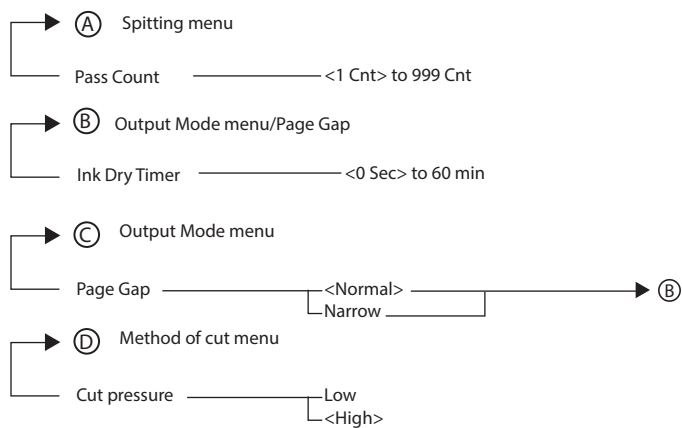 A Spitting menu
Pass Count <1 Cnt> to 999 Cnt
B Output Mode menu/Page Gap
Ink Dry Timer <0 Sec> to 60 min
C Output Mode menu
Page Gap <Normal> B
Narrow
D Method of cut menu
Cut pressure Low
<High>